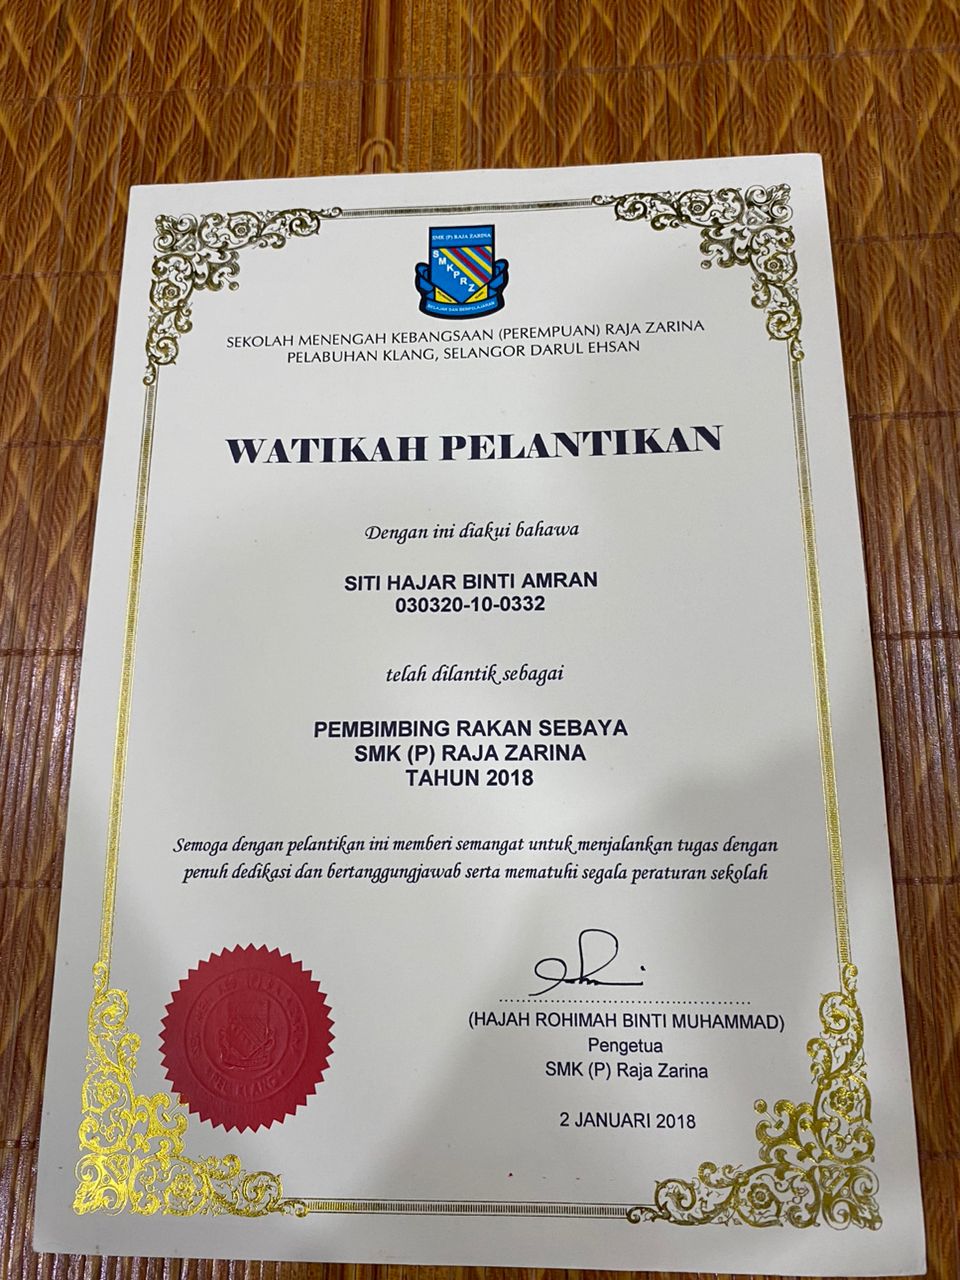 SMK (P) RAJA ZARINA
SMKPRZ
BELAJAR DAN BERPELAJARAN
SEKOLAH MENENGAH KEBANGSAAN (PEREMPUAN) RAJA ZARINA
PELABUHAN KLANG, SELANGOR DARUL EHSAN
WATIKAH PELANTIKAN
Dengan ini diakui bahawa
SITI HAJAR BINTI AMRAN
030320-10-0332
telah dilantik sebagai
PEMBIMBING RAKAN SEBAYA
SMK (P) RAJA ZARINA
TAHUN 2018
Semoga dengan pelantikan ini memberi semangat untuk menjalankan tugas dengan
penuh dedikasi dan bertanggungjawab serta mematuhi segala peraturan sekolah
(HAJAH ROHIMAH BINTI MUHAMMAD)
Pengetua
SMK (P) Raja Zarina
2 JANUARI 2018